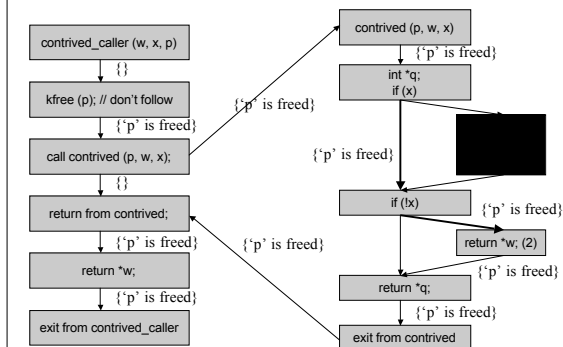 contrived_caller (w, x, p)
{}
kfree (p); // don't follow
{‘p’ is freed}
call contrived (p, w, x);
{}
return from contrived;
{‘p’ is freed}
return *w;
{‘p’ is freed}
exit from contrived_caller
{‘p’ is freed}
{‘p’ is freed}
contrived (p, w, x)
{‘p’ is freed}
int *q;
if (x)
{‘p’ is freed}
if (!x)
{‘p’ is freed}
return *w; (2)
{‘p’ is freed}
return *q;
{‘p’ is freed}
exit from contrived